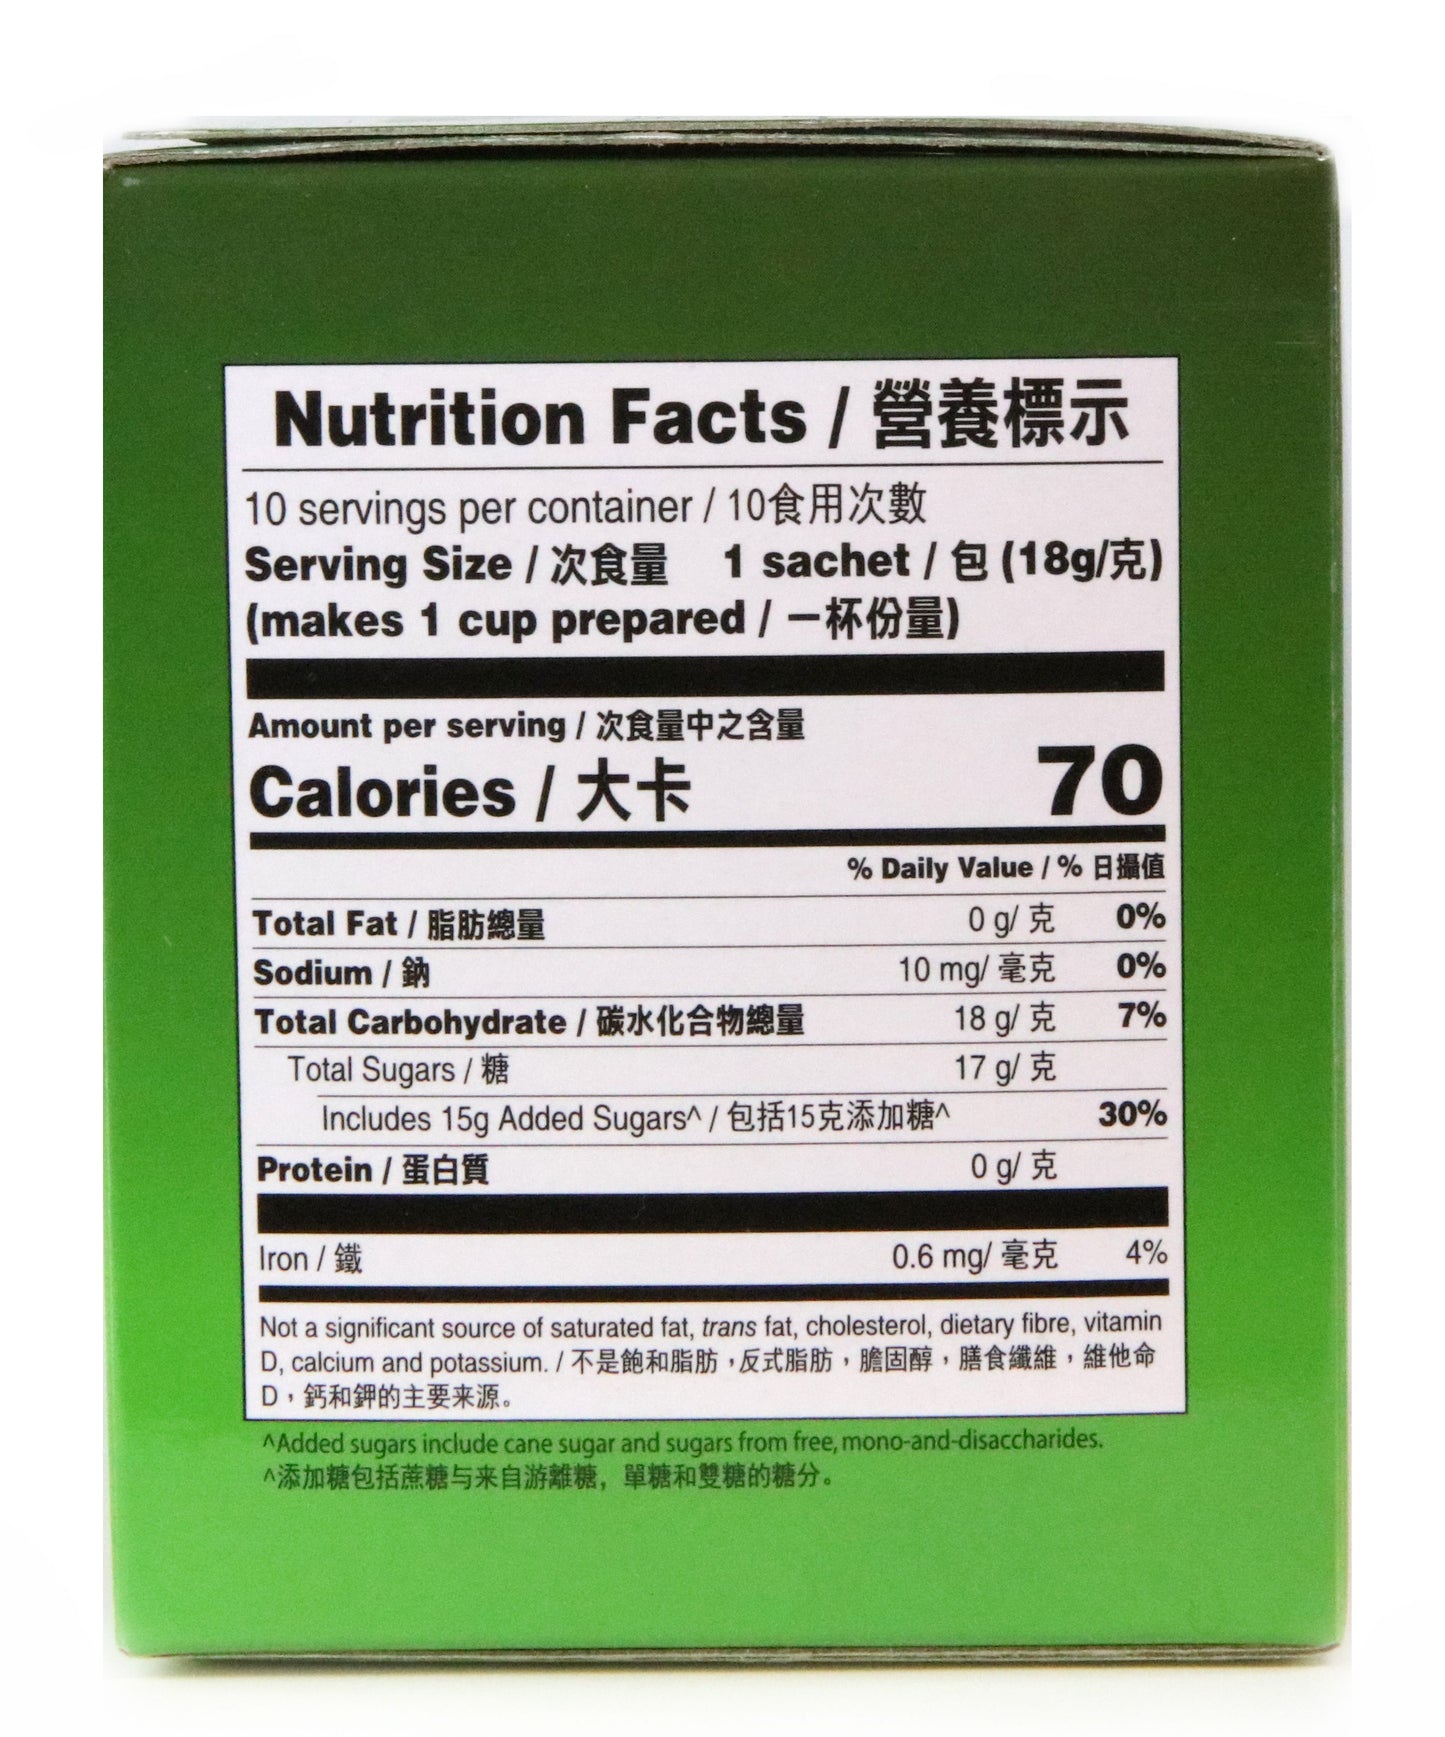 Nutrition Facts / 營養標示
10 servings per container / 10食用次數
Serving Size / 次食量 1 sachet / 包 (18g/克)
(makes 1 cup prepared / 一杯份量)
Amount per serving / 次食量中之含量
Calories / 大卡 70
% Daily Value / % 日攝值
Total Fat / 脂肪總量 0 g/ 克 0%
Sodium / 鈉 10 mg/ 毫克 0%
Total Carbohydrate / 碳水化合物總量 18 g/ 克 7%
Total Sugars / 糖 17 g/ 克
Includes 15g Added Sugars^ / 包括15克添加糖^ 30%
Protein / 蛋白質 0 g/ 克
Iron / 鐵 0.6 mg/ 毫克 4%
Not a significant source of saturated fat, trans fat, cholesterol, dietary fibre, vitamin
D, calcium and potassium. / 不是飽和脂肪，反式脂肪，膽固醇，膳食纖維，維他命
D，鈣和鉀的主要来源。
^Added sugars include cane sugar and sugars from free, mono-and-disaccharides.
^添加糖包括蔗糖与来自游離糖，單糖和雙糖的糖分。